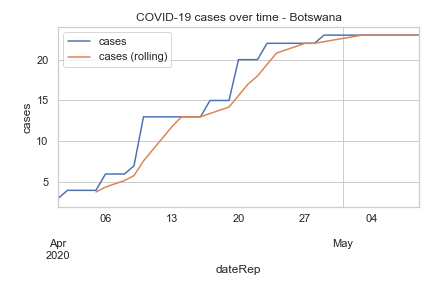 COVID-19 cases over time - Botswana
cases
cases (rolling)
cases
20
15
10
5
06
13
20
27
04
Apr
2020
May
dateRep